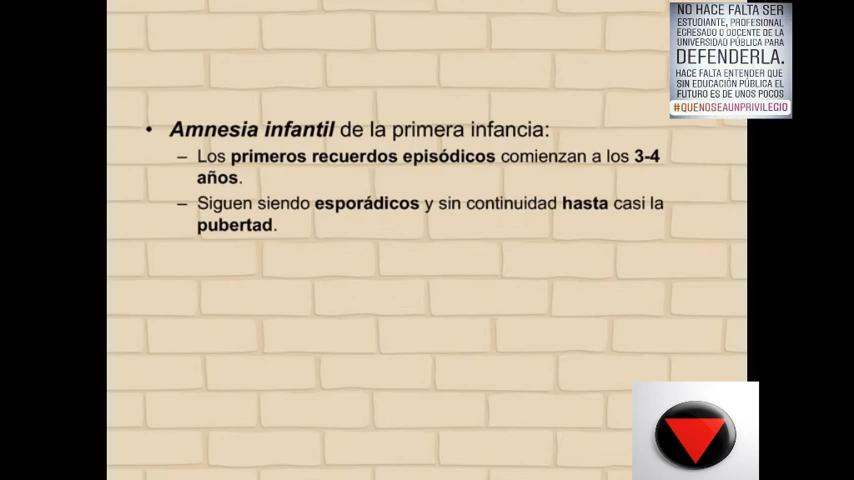 NO HACE FALTA SER
ESTUDIANTE, PROFESIONAL
EGRESADO O DOCENTE DE LA
UNIVERSIDAD PÚBLICA PARA
DEFENDERLA.
HACE FALTA ENTENDER QUE
SIN EDUCACIÓN PÚBLICA EL
FUTURO ES DE UNOS POCOS
#QUENOSEAUNPRIVILEGIO
• Amnesia infantil de la primera infancia:
– Los primeros recuerdos episódicos comienzan a los 3-4
años.
– Siguen siendo esporádicos y sin continuidad hasta casi la
pubertad.